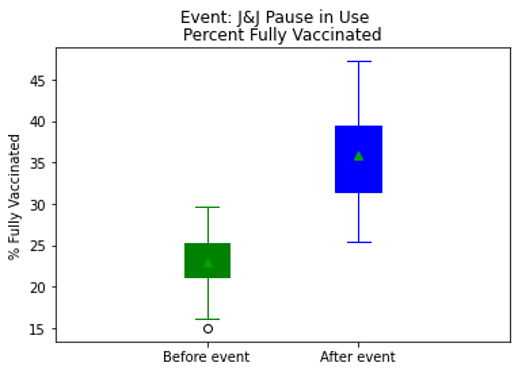 Event: J&J Pause in Use
Percent Fully Vaccinated
% Fully Vaccinated
45
40
35
30
25
20
15
Before event
After event